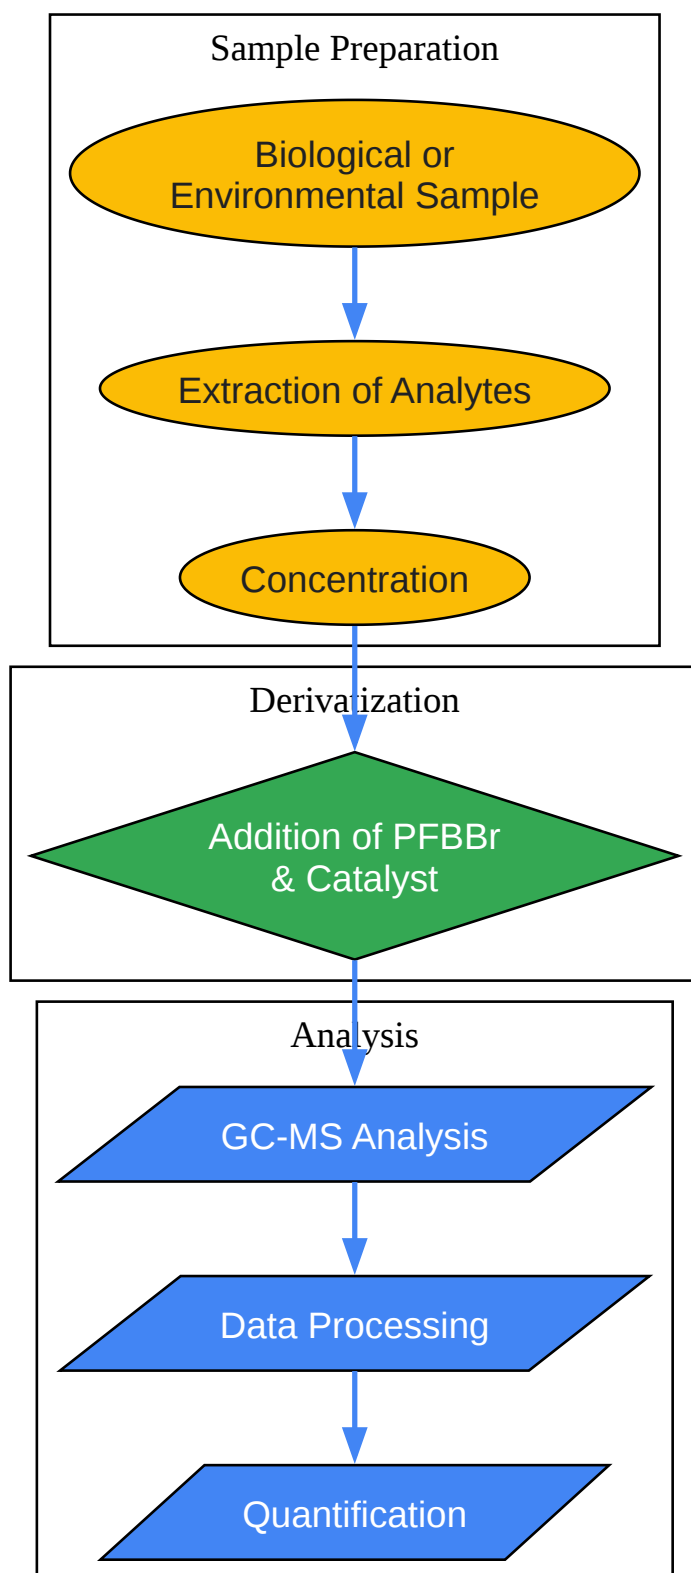 Sample Preparation
Biological or
Environmental Sample
Extraction of Analytes
Concentration
Derivatization
Addition of PFBBr
& Catalyst
Analysis
GC-MS Analysis
Data Processing
Quantification